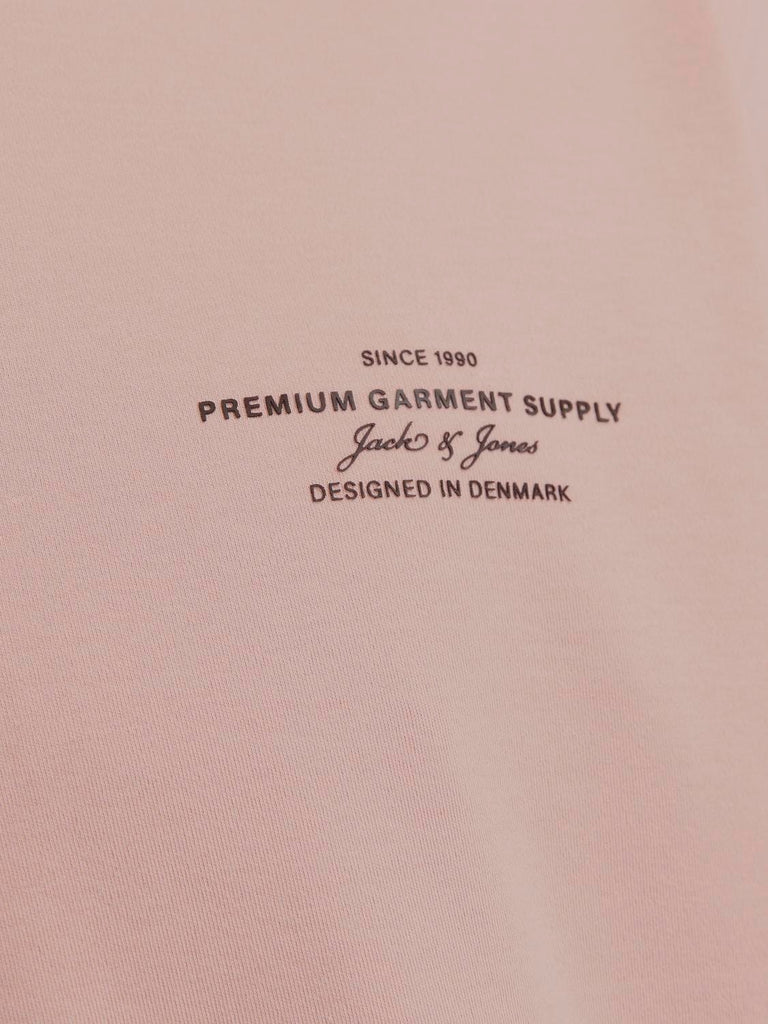 SINCE 1990
PREMIUM GARMENT SUPPLY
Jack & Jones
DESIGNED IN DENMARK